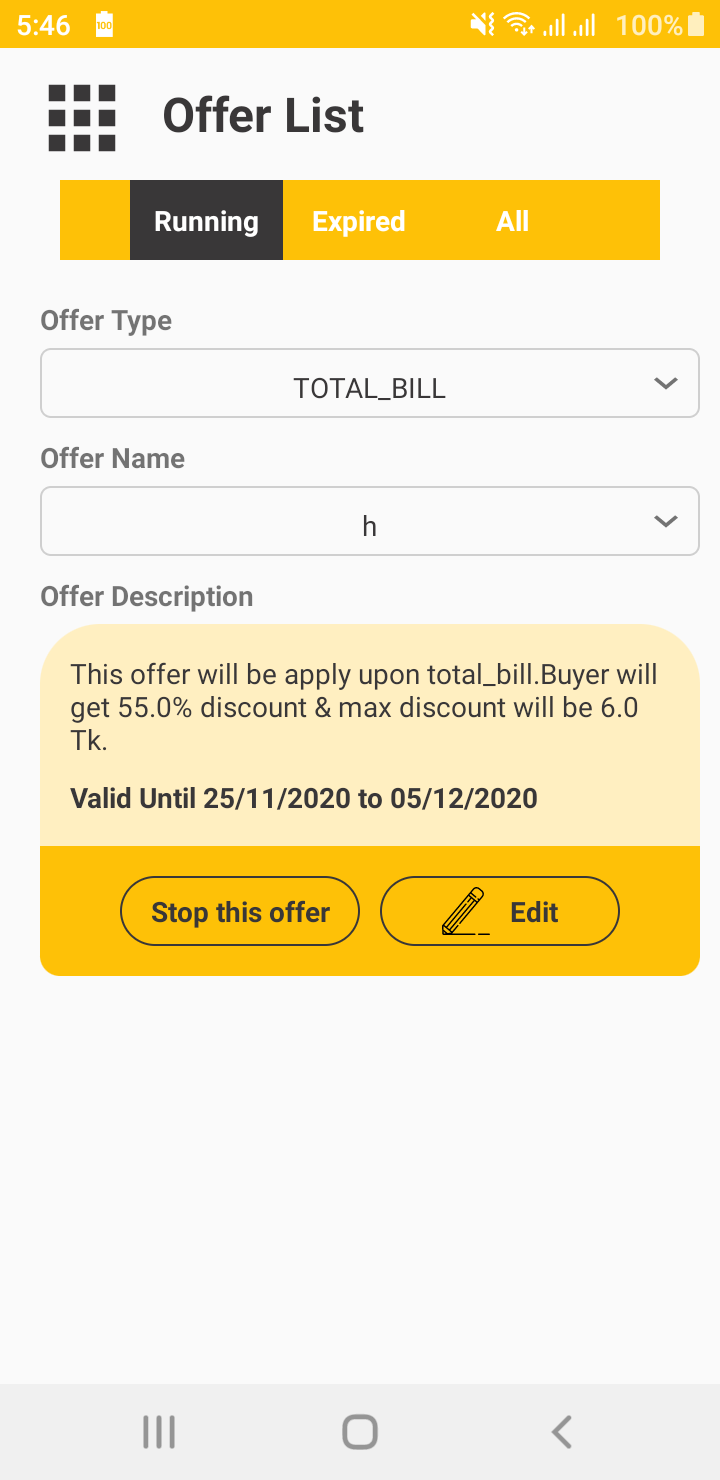 5:46
100
100%
Offer List
Running Expired All
Offer Type
TOTAL_BILL
Offer Name
h
Offer Description
This offer will be apply upon total_bill.Buyer will
get 55.0% discount & max discount will be 6.0
Tk.
Valid Until 25/11/2020 to 05/12/2020
Stop this offer
Edit